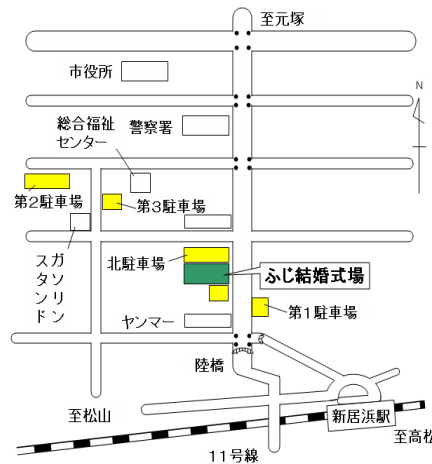 至元塚
市役所
N
総合福祉
センター
警察署
第2駐車場
第3駐車場
ガソリン
スタンド
北駐車場
ふじ結婚式場
第1駐車場
ヤンマー
陸橋
至松山
新居浜駅
至高松
11号線